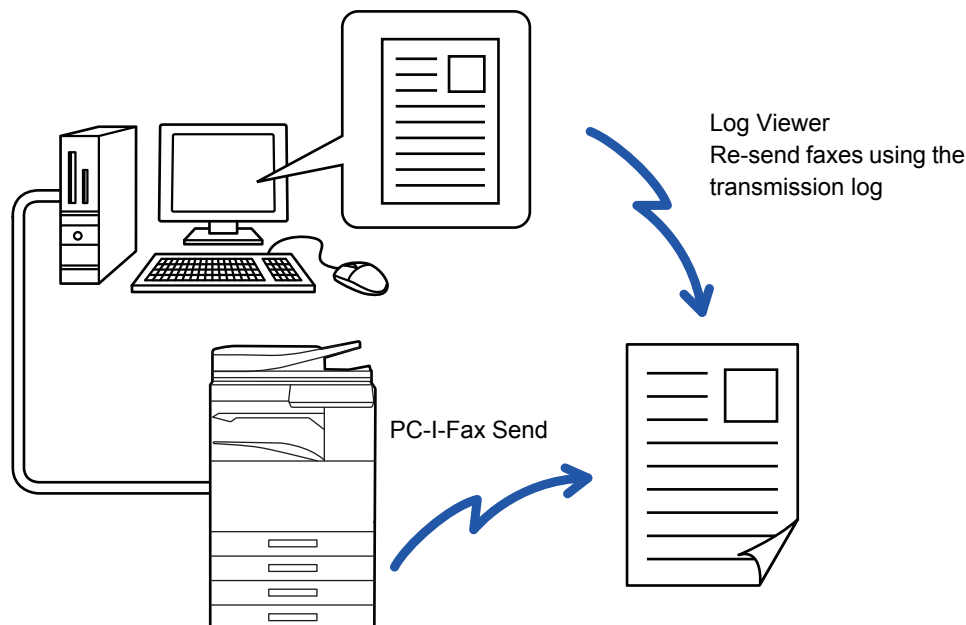 Log Viewer
Re-send faxes using the
transmission log
PC-I-Fax Send